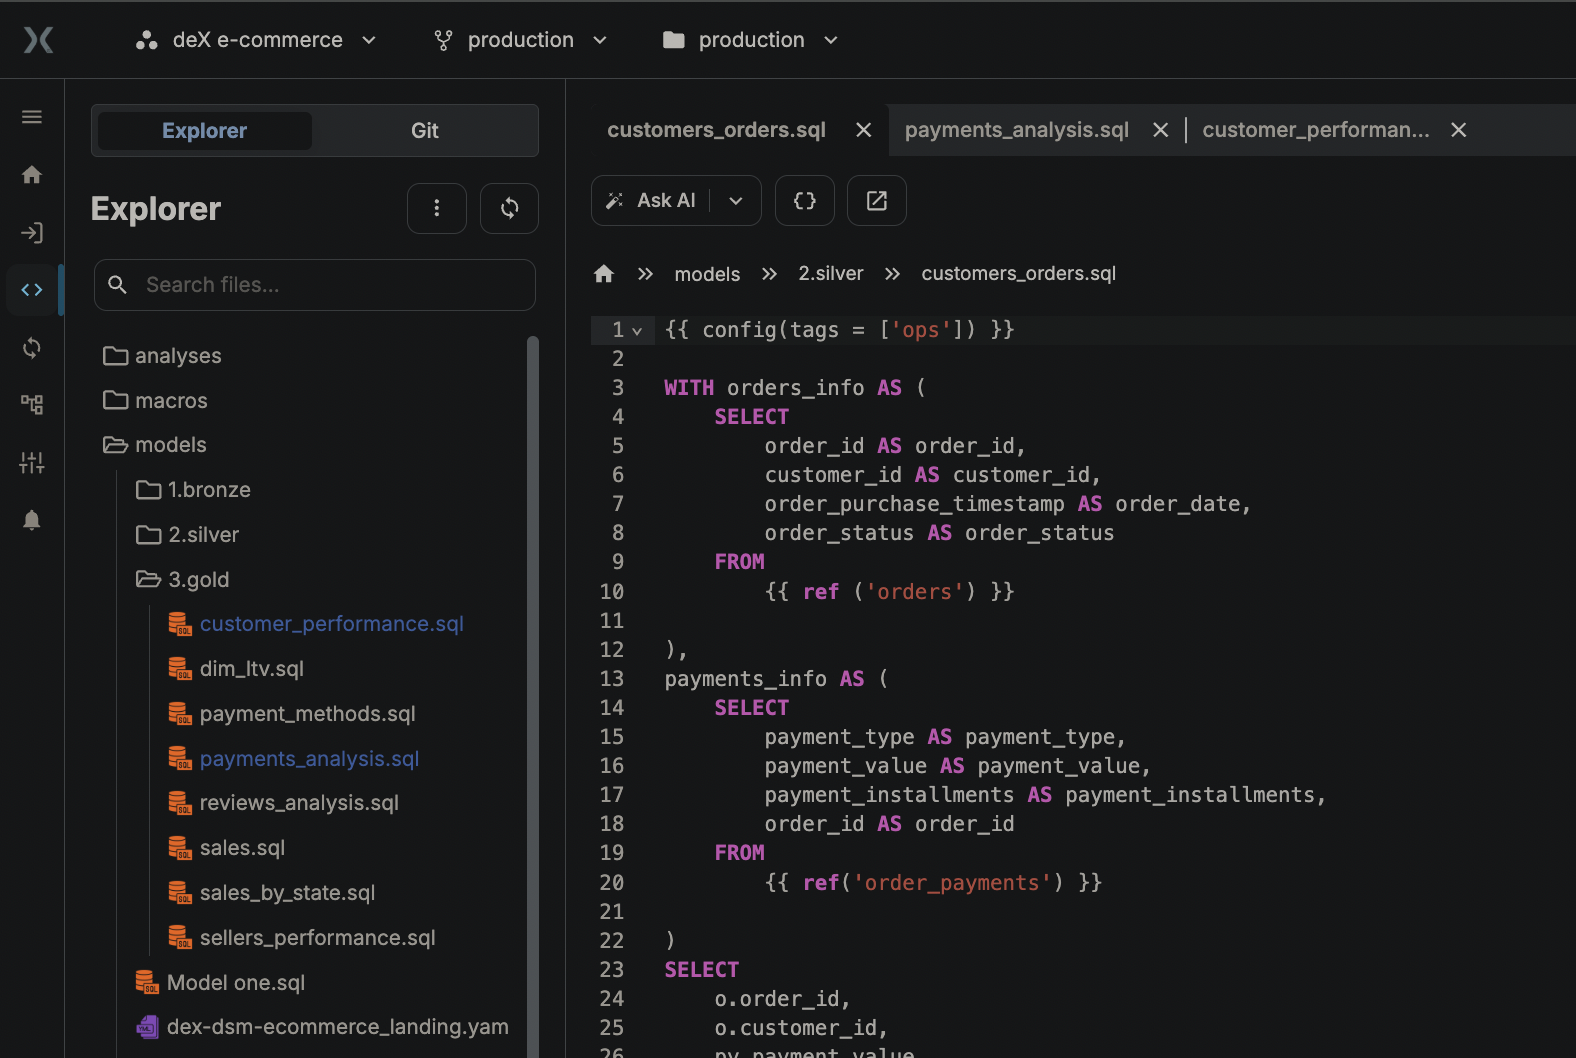 deX e-commerce
production
production
Explorer
Git
Explorer
Search files...
analyses
macros
models
1.bronze
2.silver
3.gold
customer_performance.sql
dim_ltv.sql
payment_methods.sql
payments_analysis.sql
reviews_analysis.sql
sales.sql
sales_by_state.sql
sellers_performance.sql
Model one.sql
dex-dsm-ecommerce_landing.yam
customers_orders.sql
payments_analysis.sql
customer_performan...
Ask AI
models
2.silver
customers_orders.sql
1 {{ config(tags = ['ops']) }}
2
3 WITH orders_info AS (
4 SELECT
5 order_id AS order_id,
6 customer_id AS customer_id,
7 order_purchase_timestamp AS order_date,
8 order_status AS order_status
9 FROM
10 {{ ref ('orders') }}
11
12 ),
13 payments_info AS (
14 SELECT
15 payment_type AS payment_type,
16 payment_value AS payment_value,
17 payment_installments AS payment_installments,
18 order_id AS order_id
19 FROM
20 {{ ref('order_payments') }}
21
22 )
23 SELECT
24 o.order_id,
25 o.customer_id,
26 py.payment_value